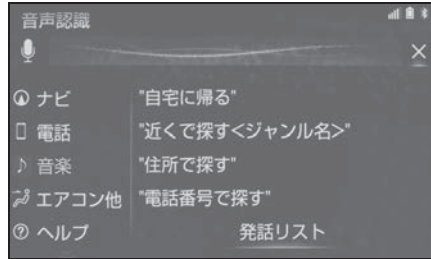 音声認識
ナビ
"自宅に帰る"
電話
"近くで探す<ジャンル名>"
音楽
"住所で探す"
エアコン他
"電話番号で探す"
ヘルプ
発話リスト